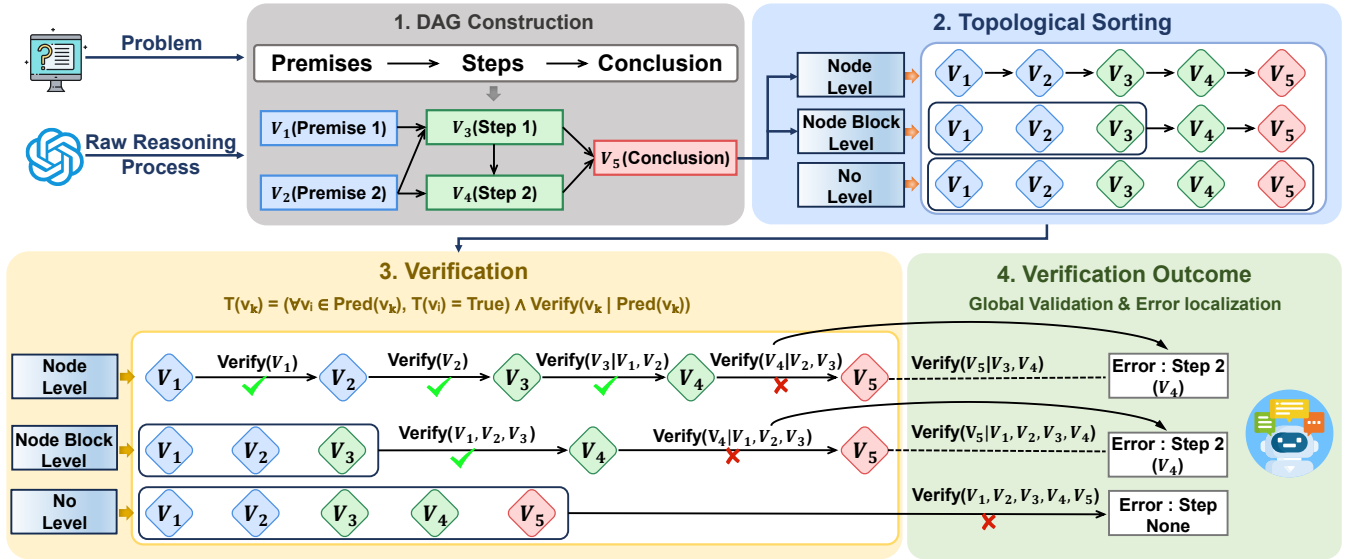 Problem
Raw Reasoning
Process
1. DAG Construction
Premises Steps Conclusion
V₁(Premise 1)
V₂(Premise 2)
V₃(Step 1)
V₄(Step 2)
V₅(Conclusion)
2. Topological Sorting
Node
Level
V₁ V₂ V₃ V₄ V₅
Node Block
Level
V₁ V₂ V₃ V₄ V₅
No
Level
V₁ V₂ V₃ V₄ V₅
3. Verification
T(vₖ) = (∀vᵢ ∈ Pred(vₖ), T(vᵢ) = True) ∧ Verify(vₖ | Pred(vₖ))
4. Verification Outcome
Global Validation & Error localization
Node
Level
V₁ Verify(V₁) V₂ Verify(V₂) V₃ Verify(V₃|V₁, V₂) V₄ Verify(V₄|V₂, V₃) V₅ Verify(V₅|V₃, V₄)
Error : Step 2
(V₄)
Node Block
Level
V₁ V₂ V₃ Verify(V₁, V₂, V₃) V₄ Verify(V₄|V₁, V₂, V₃) V₅ Verify(V₅|V₁, V₂, V₃, V₄)
Error : Step 2
(V₄)
No
Level
V₁ V₂ V₃ V₄ V₅ Verify(V₁, V₂, V₃, V₄, V₅)
Error : Step
None